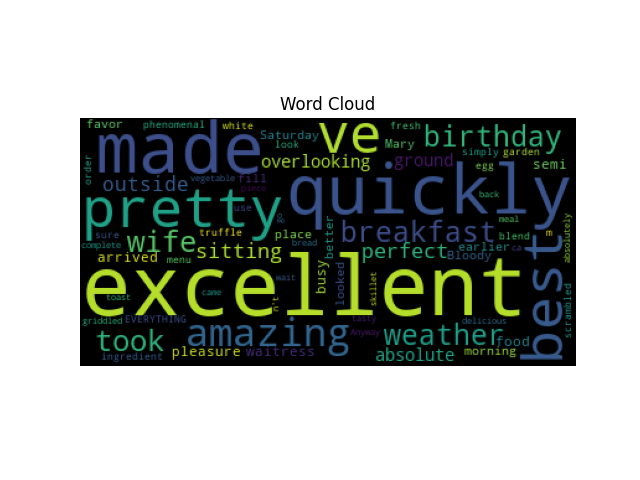 Word Cloud
favor phenomenal white Saturday look ve Mary fresh birthday
made overlooking ground simply garden
order outside vegetable fill piece egg semi
pretty use go quickly back
wife truffle place bread better breakfast meal blend m
sure complete arrived menu sitting perfect earlier Bloody ca absolutely
excellent busy looked skillet best
toast came wait n't scrambled
griddled EVERYTHING tasty delicious
took amazing Anyway weather food
ingredient pleasure waitress absolute morning